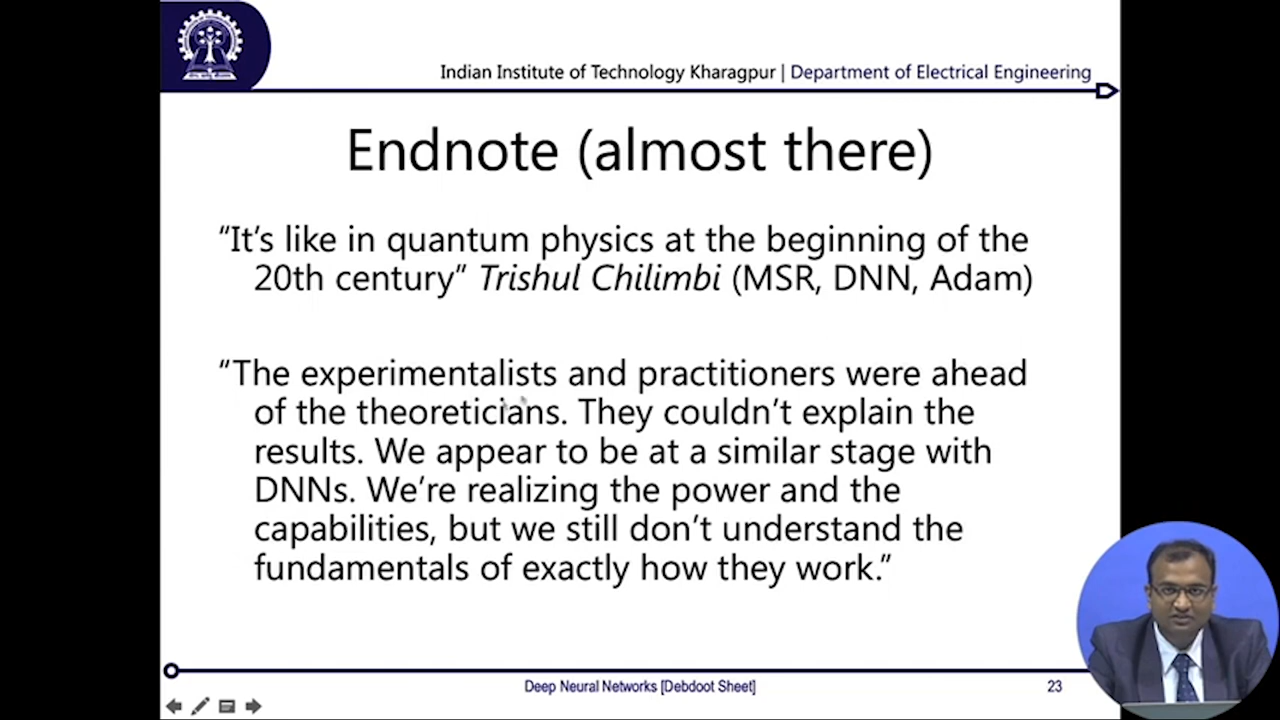 Indian Institute of Technology Kharagpur | Department of Electrical Engineering
Endnote (almost there)
“It’s like in quantum physics at the beginning of the
20th century” Trishul Chilimbi (MSR, DNN, Adam)
“The experimentalists and practitioners were ahead
of the theoreticians. They couldn’t explain the
results. We appear to be at a similar stage with
DNNs. We’re realizing the power and the
capabilities, but we still don’t understand the
fundamentals of exactly how they work.”
Deep Neural Networks [Debdoot Sheet]
23